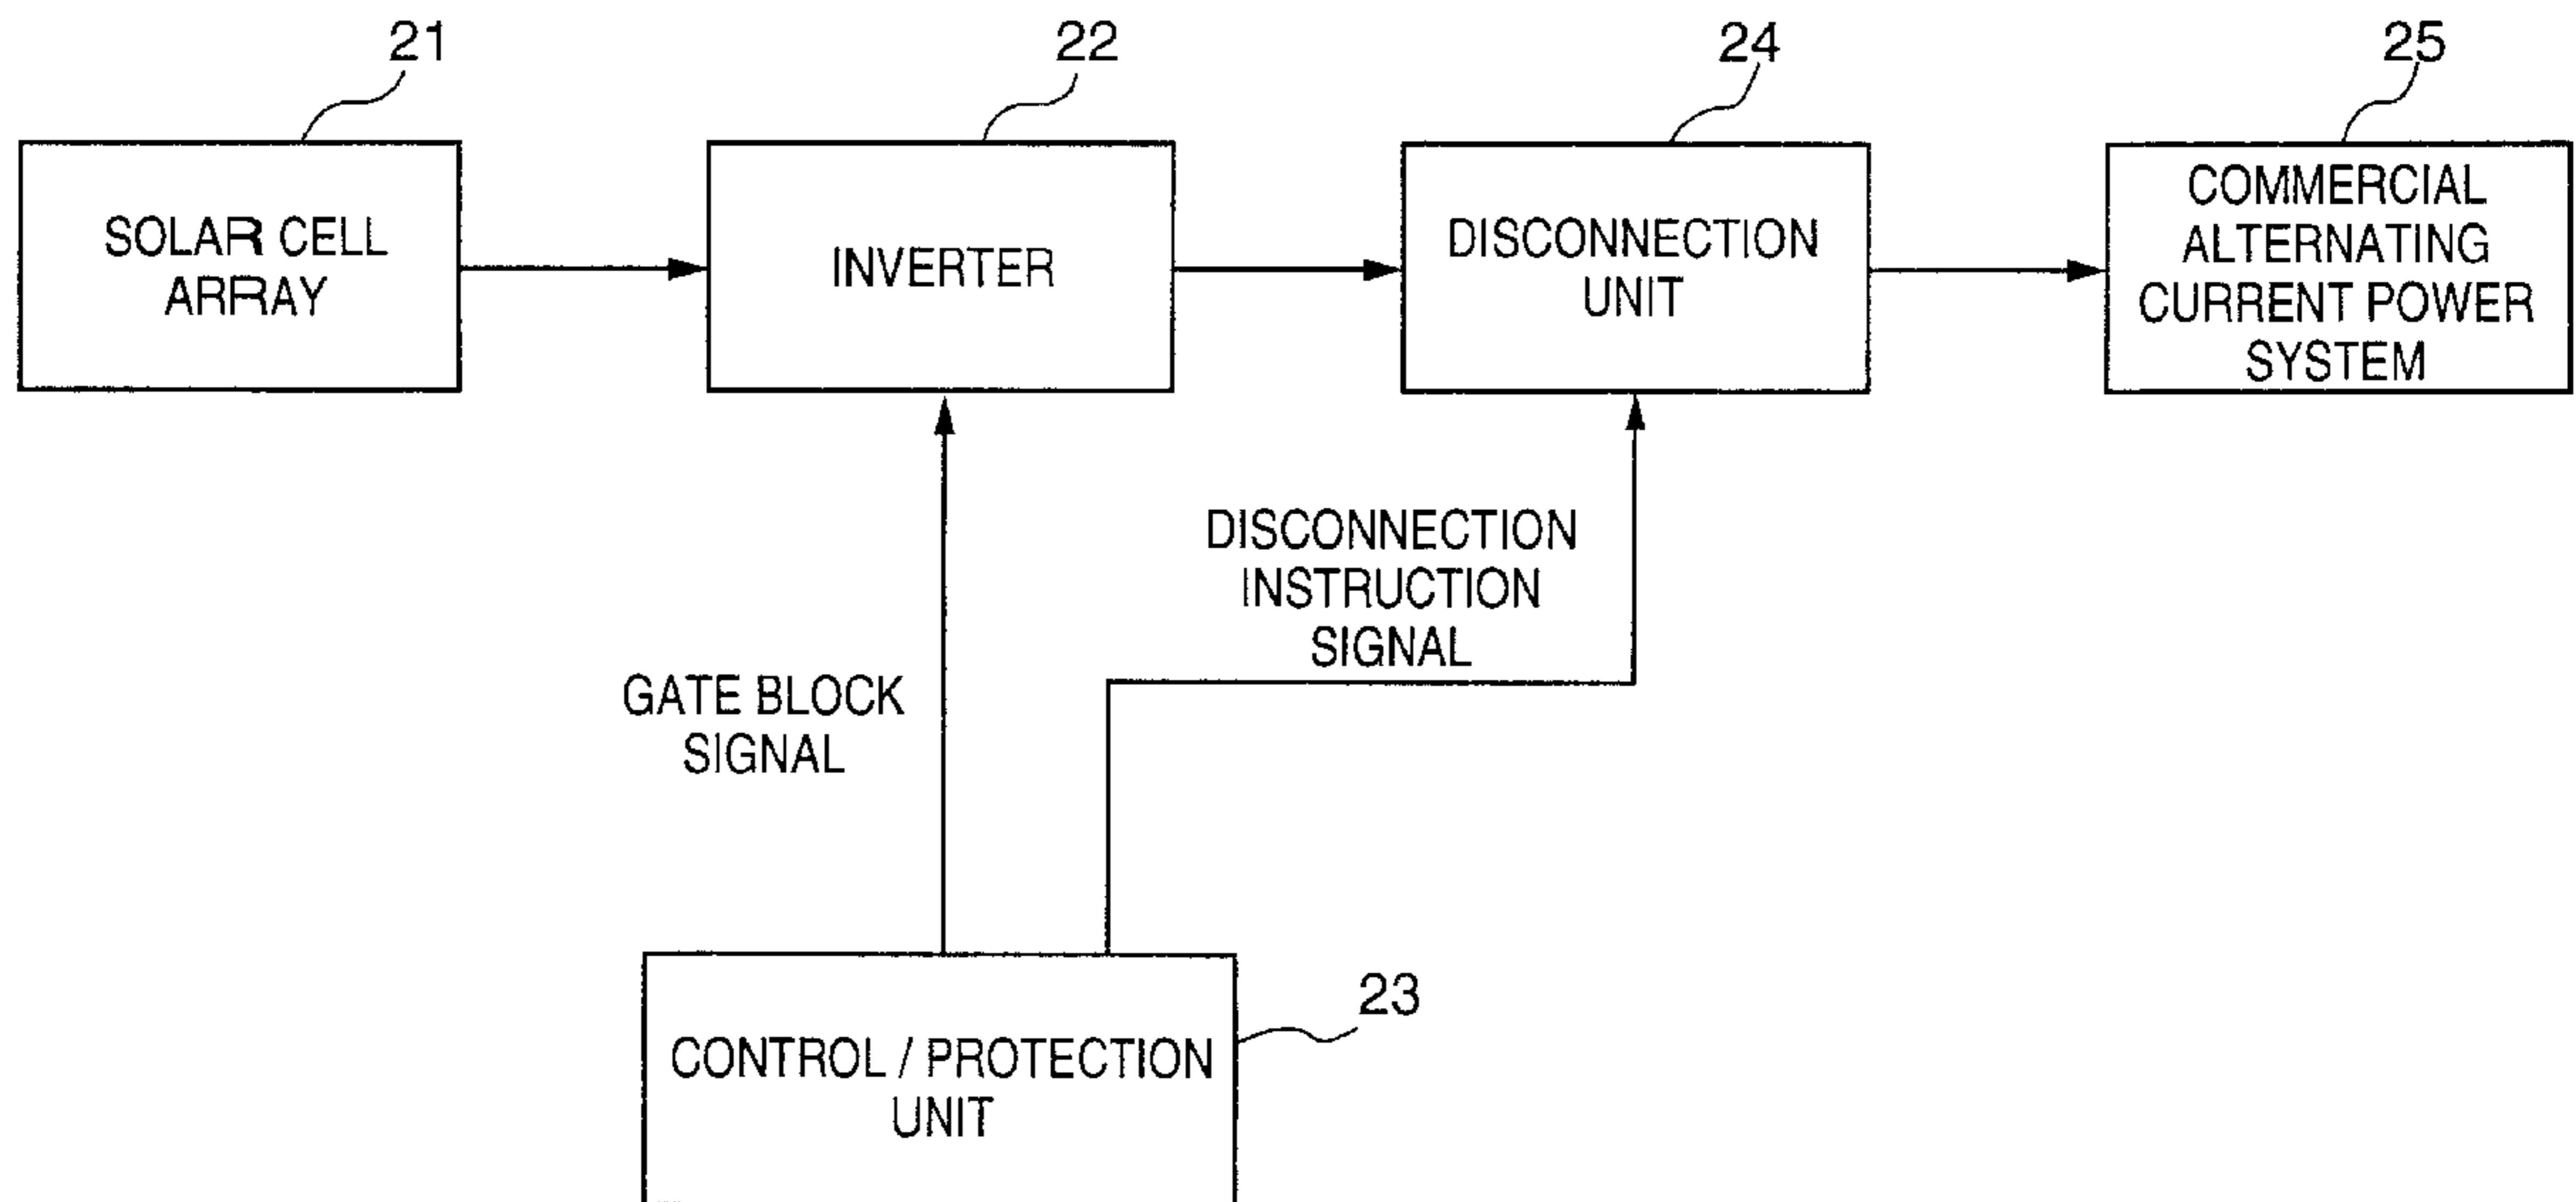 21
22
24
25
SOLAR CELL
ARRAY
INVERTER
DISCONNECTION
UNIT
COMMERCIAL
ALTERNATING
CURRENT POWER
SYSTEM
DISCONNECTION
INSTRUCTION
SIGNAL
GATE BLOCK
SIGNAL
23
CONTROL / PROTECTION
UNIT